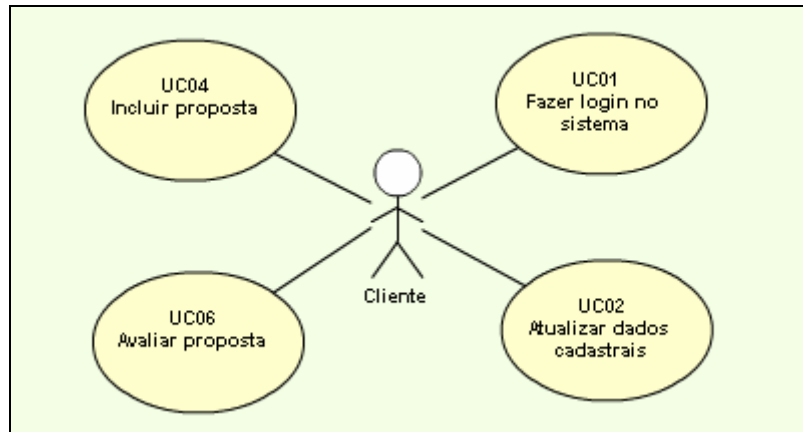 UC04
Incluir proposta
UC01
Fazer login no
sistema
Cliente
UC06
Avaliar proposta
UC02
Atualizar dados
cadastrais